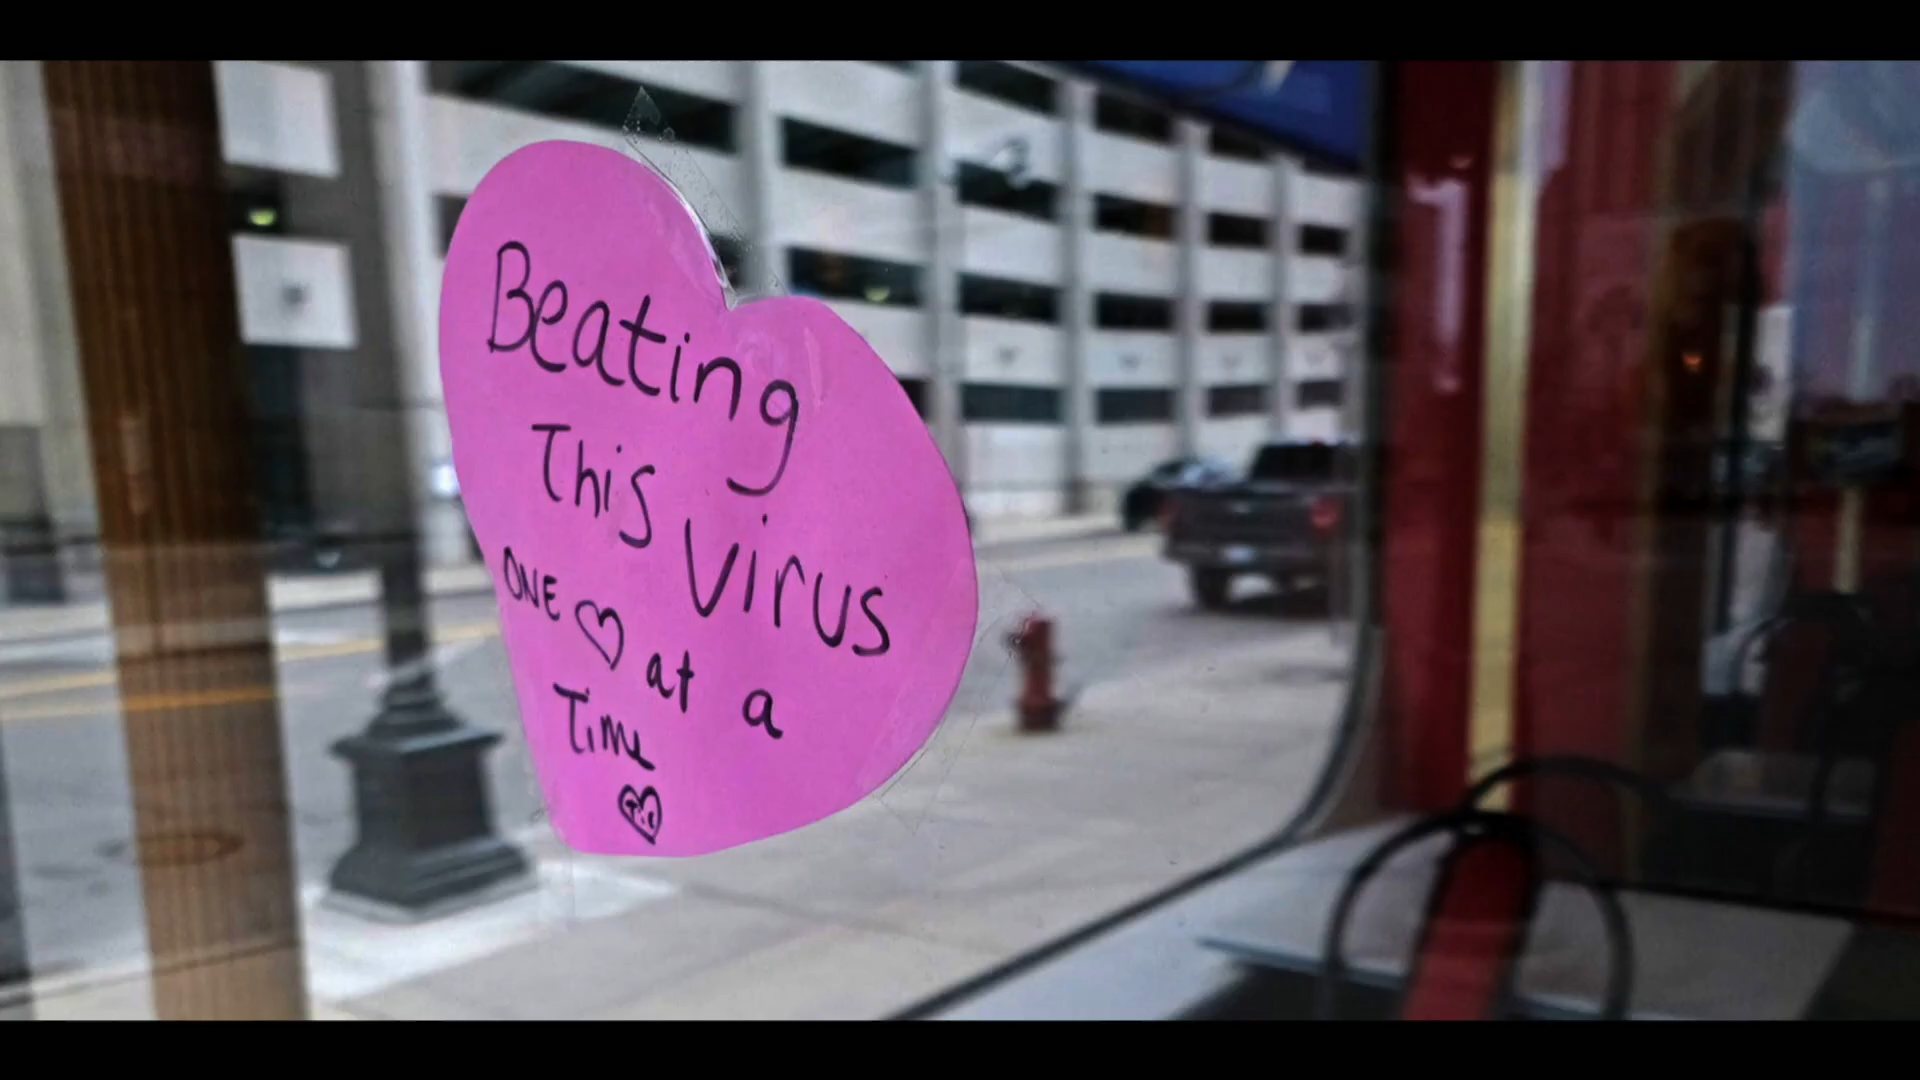 Beating
This Virus
ONE ♡ at a
Time